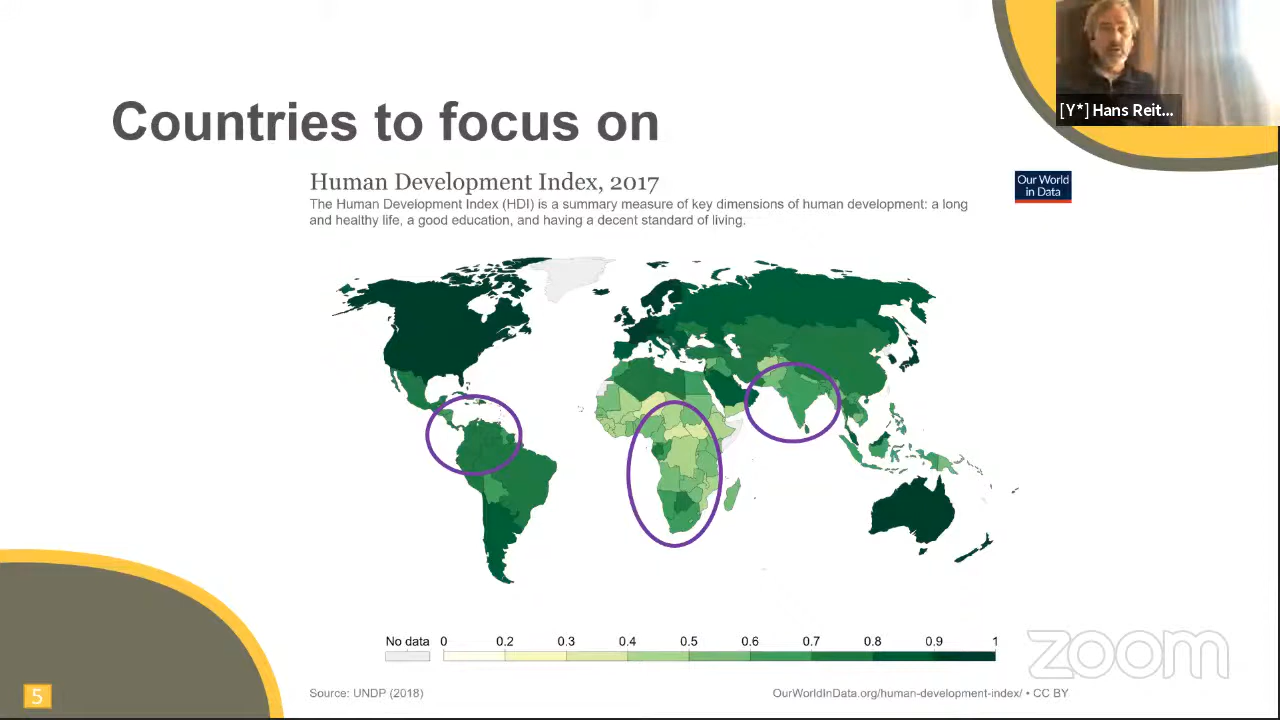 [Y*] Hans Reit...
Countries to focus on
Human Development Index, 2017
The Human Development Index (HDI) is a summary measure of key dimensions of human development: a long
and healthy life, a good education, and having a decent standard of living.
Our World
in Data
No data 0 0.2 0.3 0.4 0.5 0.6 0.7 0.8 0.9 1
zoom
Source: UNDP (2018)
OurWorldInData.org/human-development-index/ • CC BY
5